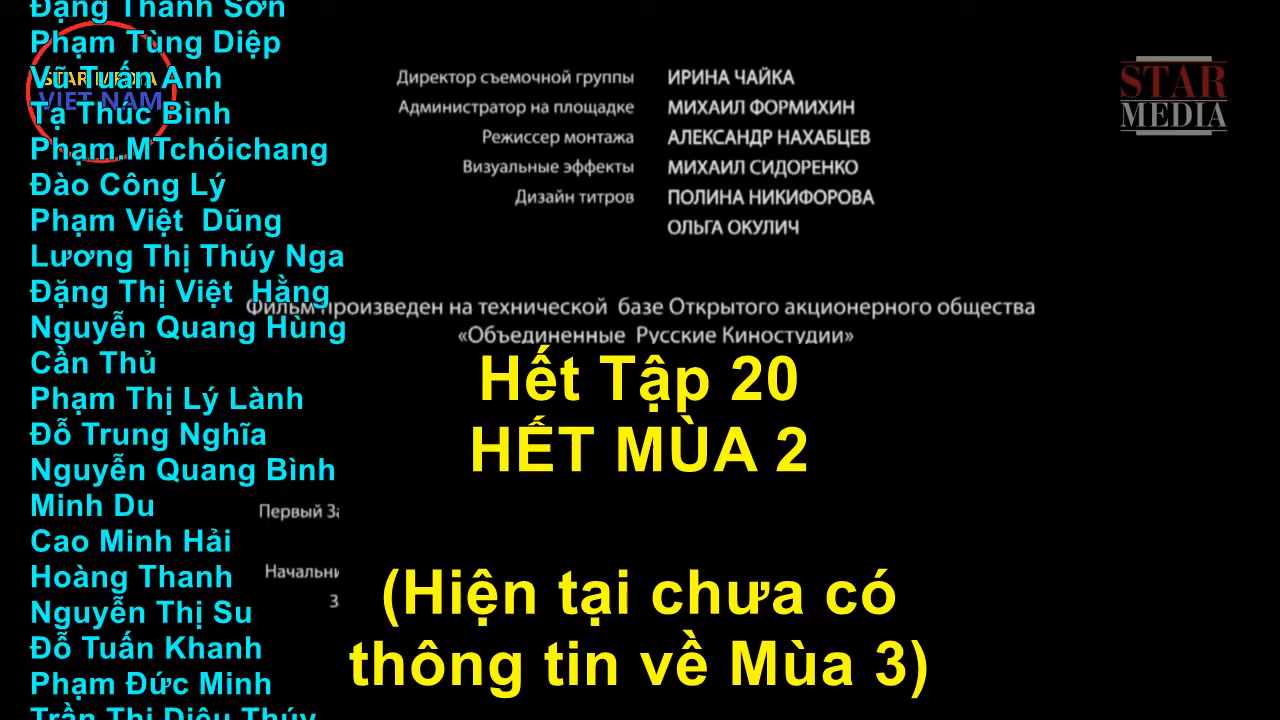 Đặng Thanh Sơn
Phạm Tùng Diệp
Vũ Tuấn Anh
Tạ Thúc Bình
Phạm.MTchóichang
Đào Công Lý
Phạm Việt  Dũng
Lương Thị Thúy Nga
Đặng Thị Việt  Hằng
Nguyễn Quang Hùng
Cần Thủ
Phạm Thị Lý Lành
Đỗ Trung Nghĩa
Nguyễn Quang Bình
Minh Du
Cao Minh Hải
Hoàng Thanh
Nguyễn Thị Su
Đỗ Tuấn Khanh
Phạm Đức Minh
Trần Thị Diệu Thúy
STAR MEDIA
VIỆT NAM
Директор съемочной группы ИРИНА ЧАЙКА
Администратор на площадке МИХАИЛ ФОРМИХИН
Режиссер монтажа АЛЕКСАНДР НАХАБЦЕВ
Визуальные эффекты МИХАИЛ СИДОРЕНКО
Дизайн титров ПОЛИНА НИКИФОРОВА
ОЛЬГА ОКУЛИЧ
STAR
MEDIA
Фильм произведен на технической  базе Открытого акционерного общества
«Объединенные  Русские Киностудии»
Hết Tập 20
HẾT MÙA 2
Первый
(Hiện tại chưa có
thông tin về Mùa 3)